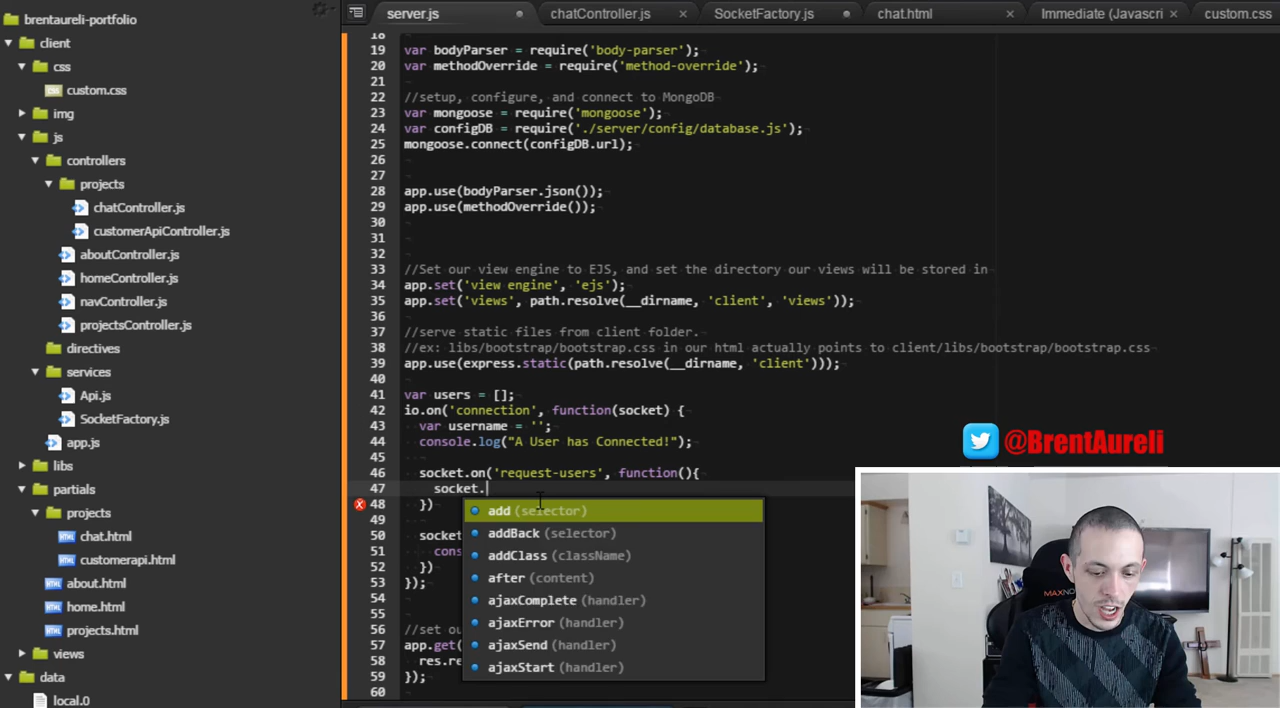 brentaureli-portfolio
client
css
custom.css
img
js
controllers
projects
chatController.js
customerApiController.js
aboutController.js
homeController.js
navController.js
projectsController.js
directives
services
Api.js
SocketFactory.js
app.js
libs
partials
projects
chat.html
customerapi.html
about.html
home.html
projects.html
views
data
local.0
server.js chatController.js SocketFactory.js chat.html Immediate (Javascri custom.css
18
19 var bodyParser = require('body-parser');
20 var methodOverride = require('method-override');
21
22 //setup, configure, and connect to MongoDB
23 var mongoose = require('mongoose');
24 var configDB = require('./server/config/database.js');
25 mongoose.connect(configDB.url);
26
27
28 app.use(bodyParser.json());
29 app.use(methodOverride());
30
31
32
33 //Set our view engine to EJS, and set the directory our views will be stored in
34 app.set('view engine', 'ejs');
35 app.set('views', path.resolve(__dirname, 'client', 'views'));
36
37 //serve static files from client folder.
38 //ex: libs/bootstrap/bootstrap.css in our html actually points to client/libs/bootstrap/bootstrap.css
39 app.use(express.static(path.resolve(__dirname, 'client')));
40
41 var users = [];
42 io.on('connection', function(socket) {
43 var username = '';
44 console.log("A User has Connected!");
45
46 socket.on('request-users', function(){
47 socket.
48 })
49
50 socket
51 cons
52 })
53 });
54
55
56 //set ou
57 app.get(
58 res.re
59 });
60
add (selector)
addBack (selector)
addClass (className)
after (content)
ajaxComplete (handler)
ajaxError (handler)
ajaxSend (handler)
ajaxStart (handler)
@BrentAureli
MAXNO